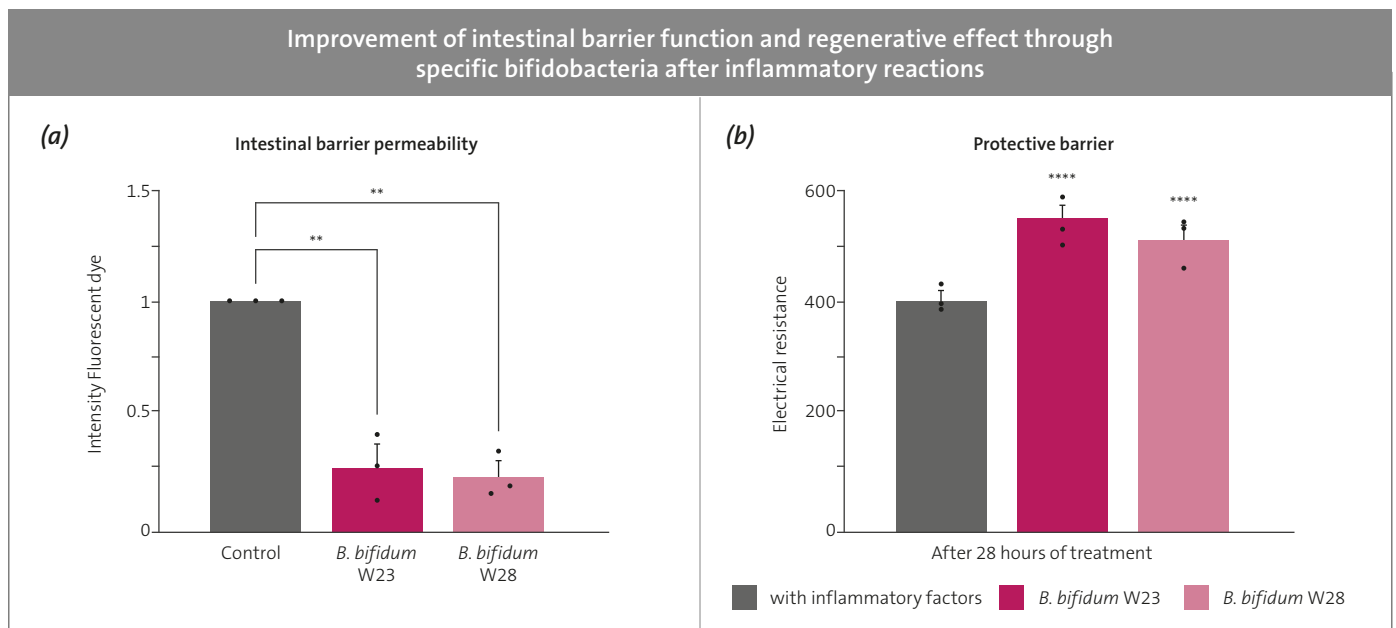 Improvement of intestinal barrier function and regenerative effect through
specific bifidobacteria after inflammatory reactions
(a)
Intestinal barrier permeability
Intensity Fluorescent dye
1.5
1
0.5
0
**
**
Control
B. bifidum
W23
B. bifidum
W28
(b)
Protective barrier
Electrical resistance
600
400
200
0
****
****
After 28 hours of treatment
with inflammatory factors
B. bifidum W23
B. bifidum W28